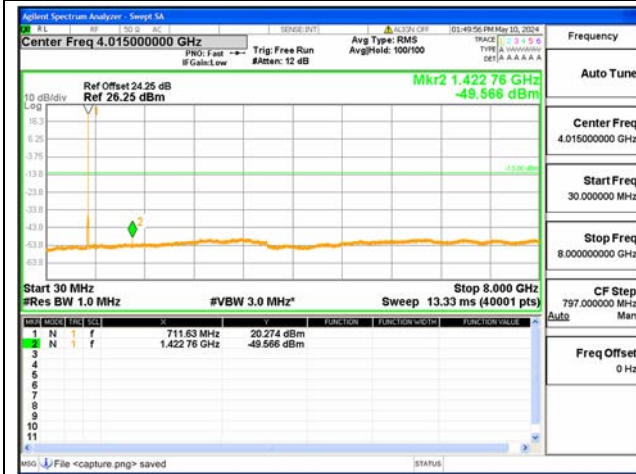 Agilent Spectrum Analyzer - Swept SA
RL RF 50 Ω AC SENSE:INT ALIGN OFF 01:49:56 PM May 10, 2024
Center Freq 4.015000000 GHz
PNO: Fast
IFGain:Low
Trig: Free Run
#Atten: 12 dB
Avg Type: RMS
Avg|Hold: 100/100
TRACE 1 2 3 4 5 6
TYPE A
DET A A A A A A
Frequency
Auto Tune
Center Freq
4.015000000 GHz
Start Freq
30.000000 MHz
Stop Freq
8.000000000 GHz
CF Step
797.000000 MHz
Auto Man
Freq Offset
0 Hz
Mkr2 1.422 76 GHz
-49.566 dBm
Ref Offset 24.25 dB
Ref 26.25 dBm
10 dB/div
Log
16.3
6.25
-3.75
-13.8
-23.8
-33.8
-43.8
-53.8
-63.8
-13.00 dBm
1
2
Start 30 MHz
Stop 8.000 GHz
#Res BW 1.0 MHz #VBW 3.0 MHz* Sweep 13.33 ms (40001 pts)
MKR MODE TRC SCL X Y FUNCTION FUNCTION WIDTH FUNCTION VALUE
1 N 1 f 711.63 MHz 20.274 dBm
2 N 1 f 1.422 76 GHz -49.566 dBm
3
4
5
6
7
8
9
10
11
MSG File <capture.png> saved STATUS